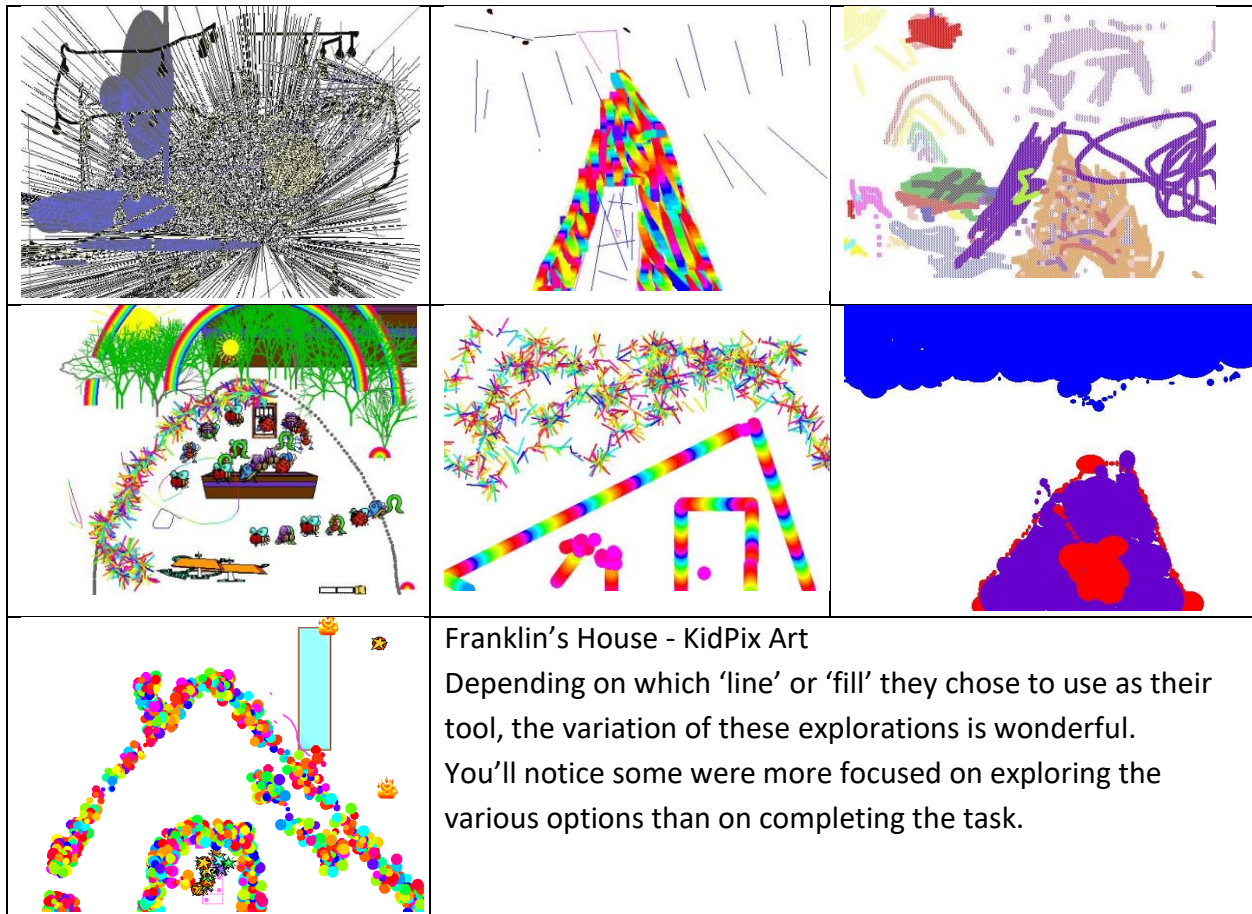 Franklin’s House - KidPix Art
Depending on which ‘line’ or ‘fill’ they chose to use as their
tool, the variation of these explorations is wonderful.
You’ll notice some were more focused on exploring the
various options than on completing the task.